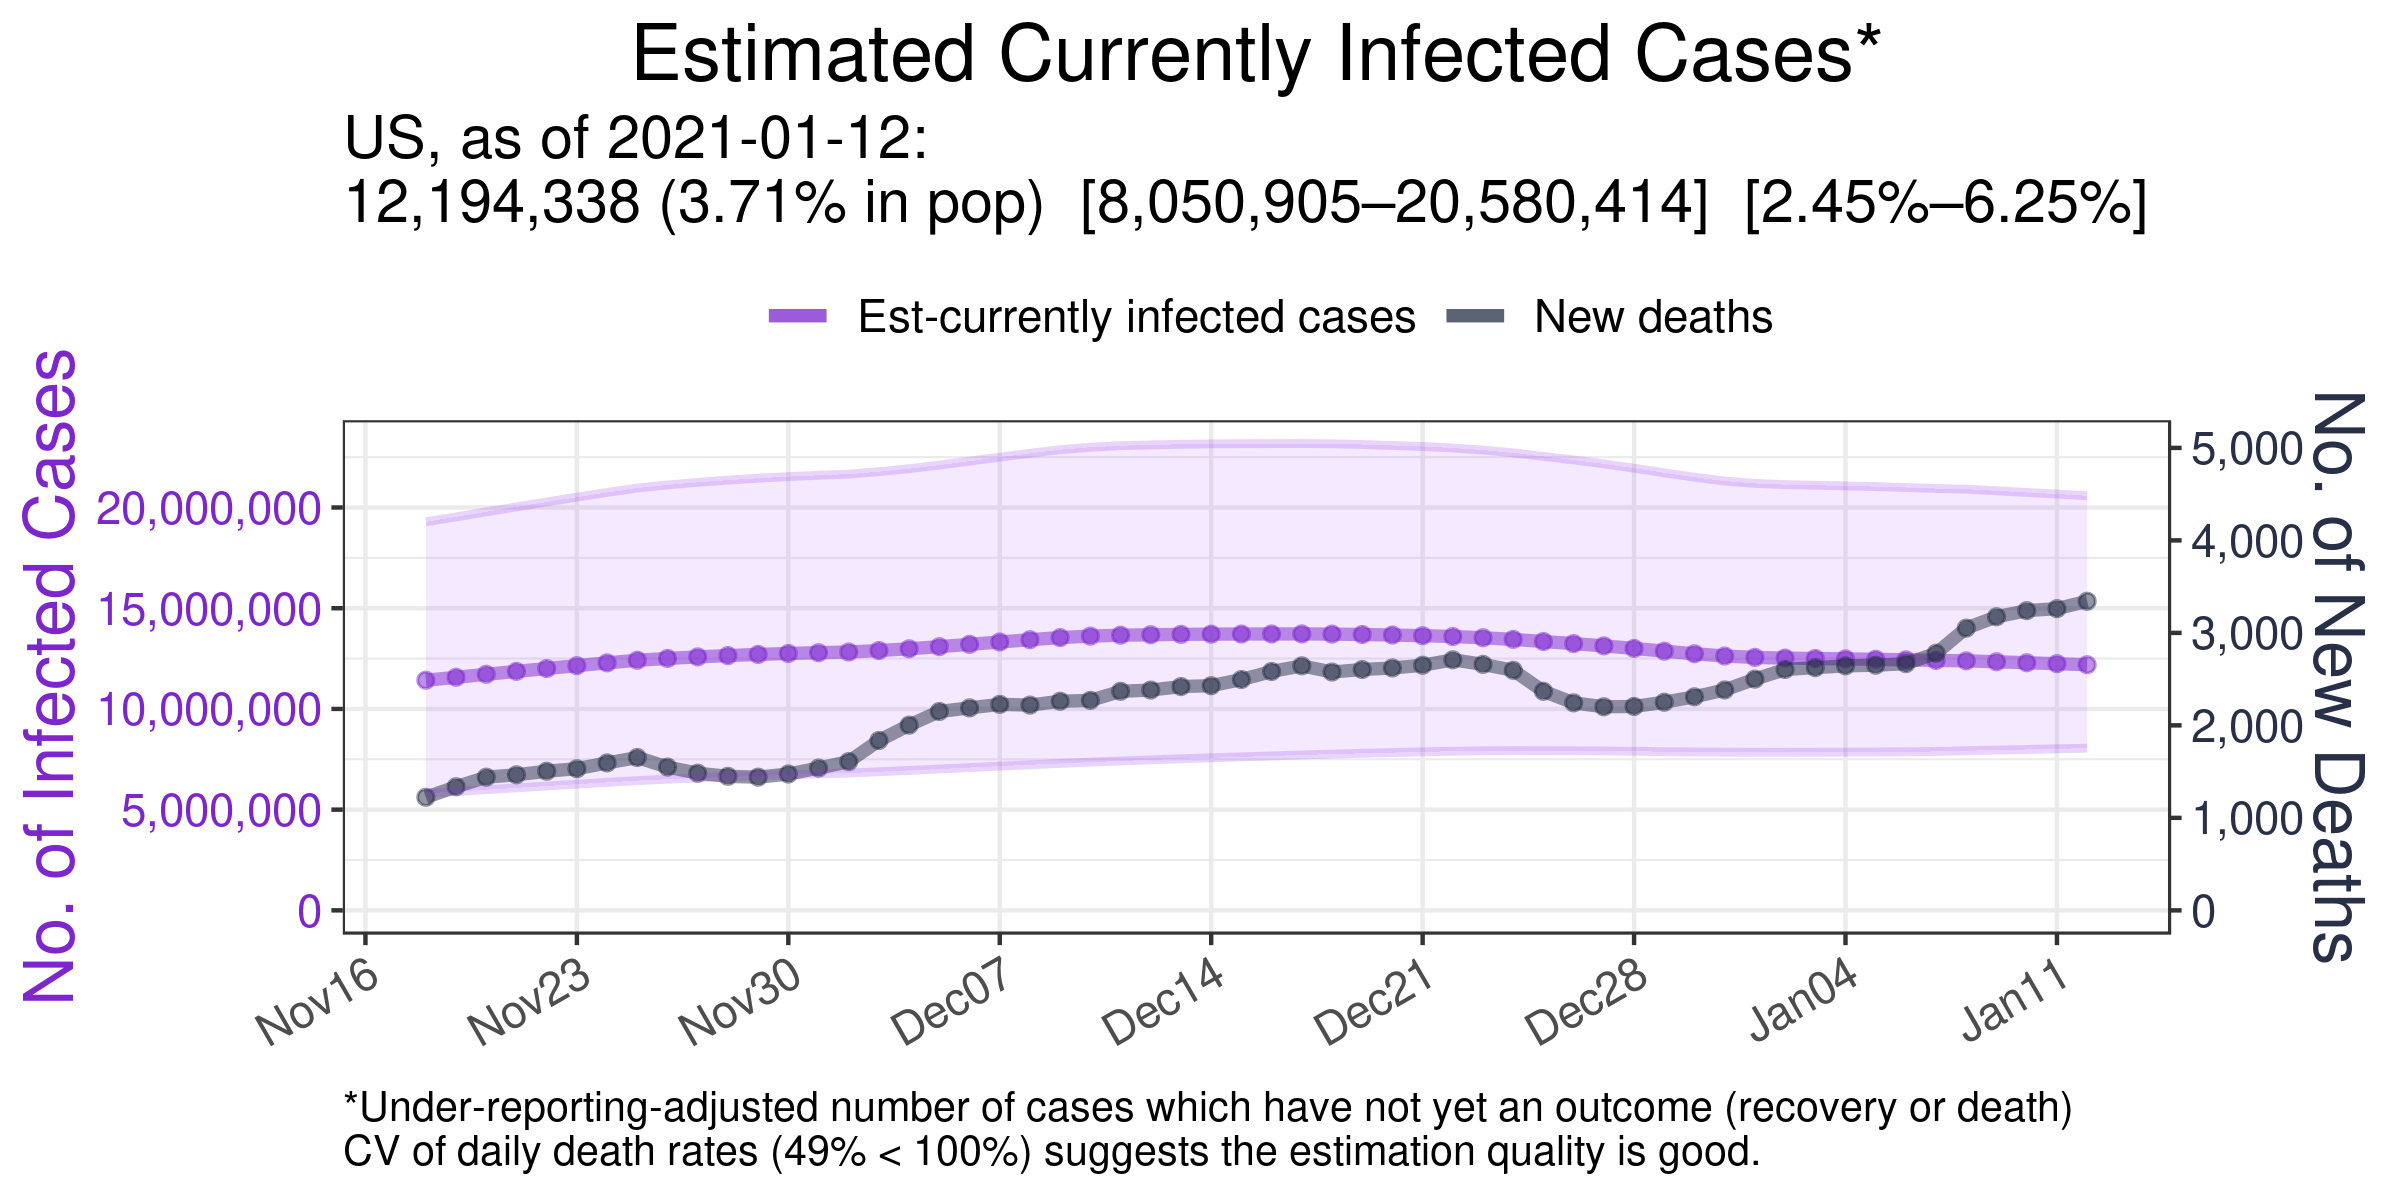 Estimated Currently Infected Cases*
US, as of 2021-01-12:
12,194,338 (3.71% in pop)  [8,050,905–20,580,414]  [2.45%–6.25%]
Est-currently infected cases
New deaths
No. of Infected Cases
20,000,000
15,000,000
10,000,000
5,000,000
0
5,000
4,000
3,000
2,000
1,000
0
No. of New Deaths
Nov16
Nov23
Nov30
Dec07
Dec14
Dec21
Dec28
Jan04
Jan11
*Under-reporting-adjusted number of cases which have not yet an outcome (recovery or death)
CV of daily death rates (49% < 100%) suggests the estimation quality is good.